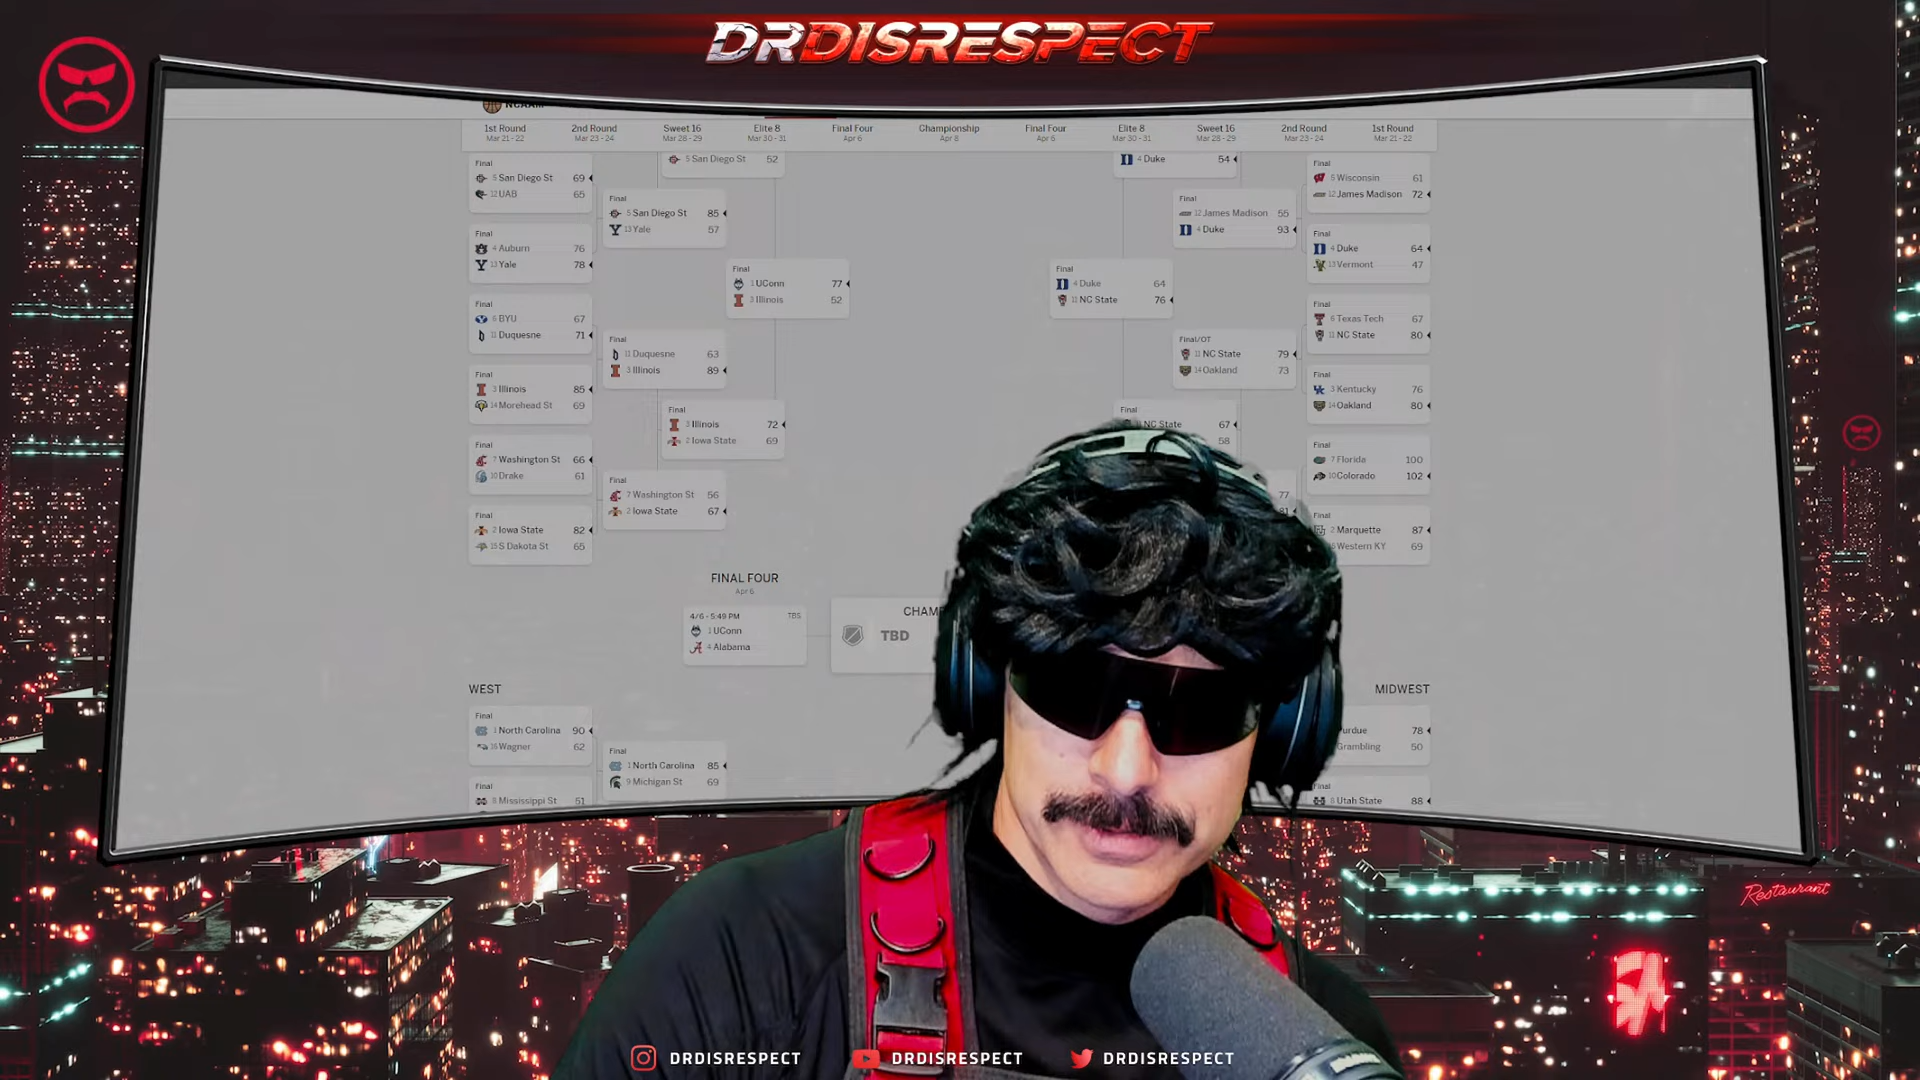 DRDISRESPECT
1st Round
Mar 21 - 22
2nd Round
Mar 23 - 24
Sweet 16
Mar 28 - 29
Elite 8
Mar 30 - 31
Final Four
Apr 6
Championship
Apr 8
Final Four
Apr 6
Elite 8
Mar 30 - 31
Sweet 16
Mar 28 - 29
2nd Round
Mar 23 - 24
1st Round
Mar 21 - 22
Final
5 San Diego St 69
12 UAB 65
Final
4 Auburn 76
13 Yale 78
Final
6 BYU 67
11 Duquesne 71
Final
3 Illinois 85
14 Morehead St 69
Final
7 Washington St 66
10 Drake 61
Final
2 Iowa State 82
15 S Dakota St 65
Final
5 San Diego St 85
13 Yale 57
Final
11 Duquesne 63
3 Illinois 89
Final
7 Washington St 56
2 Iowa State 67
5 San Diego St 52
Final
3 Illinois 72
2 Iowa State 69
Final
1 UConn 77
3 Illinois 52
Final
4 Duke 64
11 NC State 76
4 Duke 54
Final
NC State 67
58
Final
12 James Madison 55
4 Duke 93
Final/OT
11 NC State 79
14 Oakland 73
77
81
Final
5 Wisconsin 61
12 James Madison 72
Final
4 Duke 64
13 Vermont 47
Final
6 Texas Tech 67
11 NC State 80
Final
3 Kentucky 76
14 Oakland 80
Final
7 Florida 100
10 Colorado 102
Final
2 Marquette 87
Western KY 69
FINAL FOUR
Apr 6
4/6 - 5:49 PM TBS
1 UConn
4 Alabama
CHAMP
TBD
WEST
Final
1 North Carolina 90
16 Wagner 62
Final
8 Mississippi St 51
Final
1 North Carolina 85
9 Michigan St 69
MIDWEST
urdue 78
Grambling 50
Final
8 Utah State 88
Restaurant
DRDISRESPECT
DRDISRESPECT
DRDISRESPECT